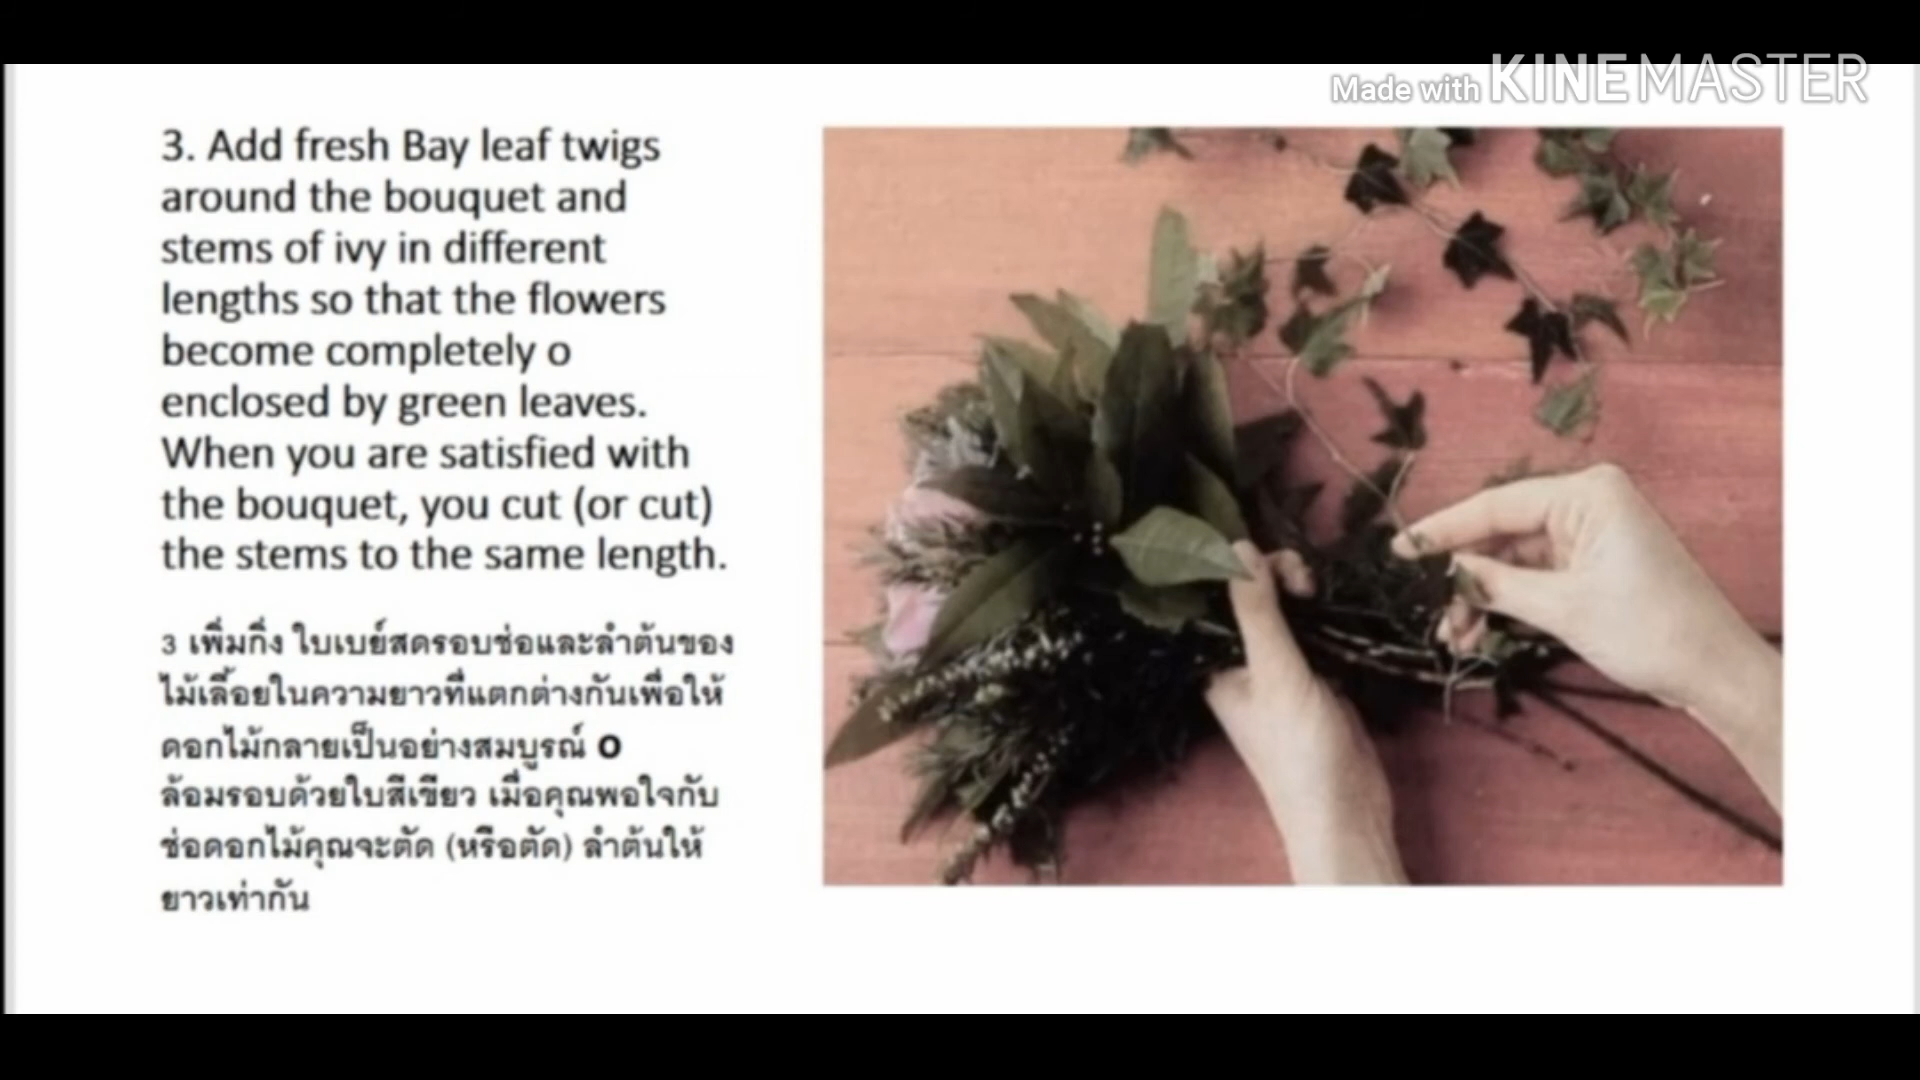 Made with KINEMASTER
3. Add fresh Bay leaf twigs
around the bouquet and
stems of ivy in different
lengths so that the flowers
become completely o
enclosed by green leaves.
When you are satisfied with
the bouquet, you cut (or cut)
the stems to the same length.
3 เพิ่มกิ่ง ใบเบย์สดรอบช่อและลำต้นของ
ไม้เลื้อยในความยาวที่แตกต่างกันเพื่อให้
ดอกไม้กลายเป็นอย่างสมบูรณ์ o
ล้อมรอบด้วยใบสีเขียว เมื่อคุณพอใจกับ
ช่อดอกไม้คุณจะตัด (หรือตัด) ลำต้นให้
ยาวเท่ากัน